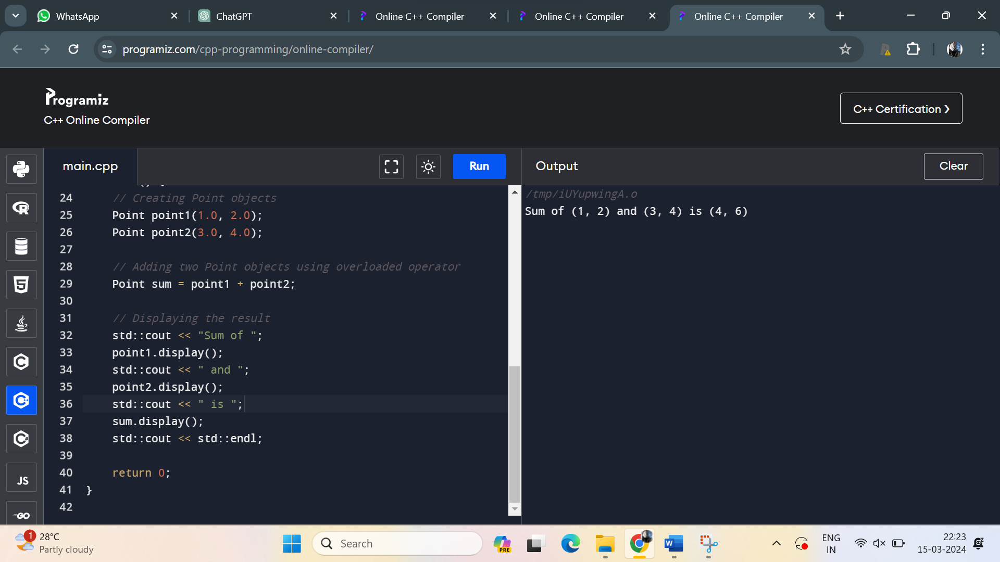 WhatsApp
ChatGPT
Online C++ Compiler
Online C++ Compiler
Online C++ Compiler
programiz.com/cpp-programming/online-compiler/
Programiz
C++ Online Compiler
C++ Certification ❯
main.cpp
Run
Output
Clear
24 // Creating Point objects
25 Point point1(1.0, 2.0);
26 Point point2(3.0, 4.0);
27
28 // Adding two Point objects using overloaded operator
29 Point sum = point1 + point2;
30
31 // Displaying the result
32 std::cout << "Sum of ";
33 point1.display();
34 std::cout << " and ";
35 point2.display();
36 std::cout << " is ";
37 sum.display();
38 std::cout << std::endl;
39
40 return 0;
41 }
42
/tmp/iUYupwingA.o
Sum of (1, 2) and (3, 4) is (4, 6)
R
5
C
C++
C#
JS
GO
1
28°C
Partly cloudy
Search
PRE
W
ENG
IN
22:23
15-03-2024